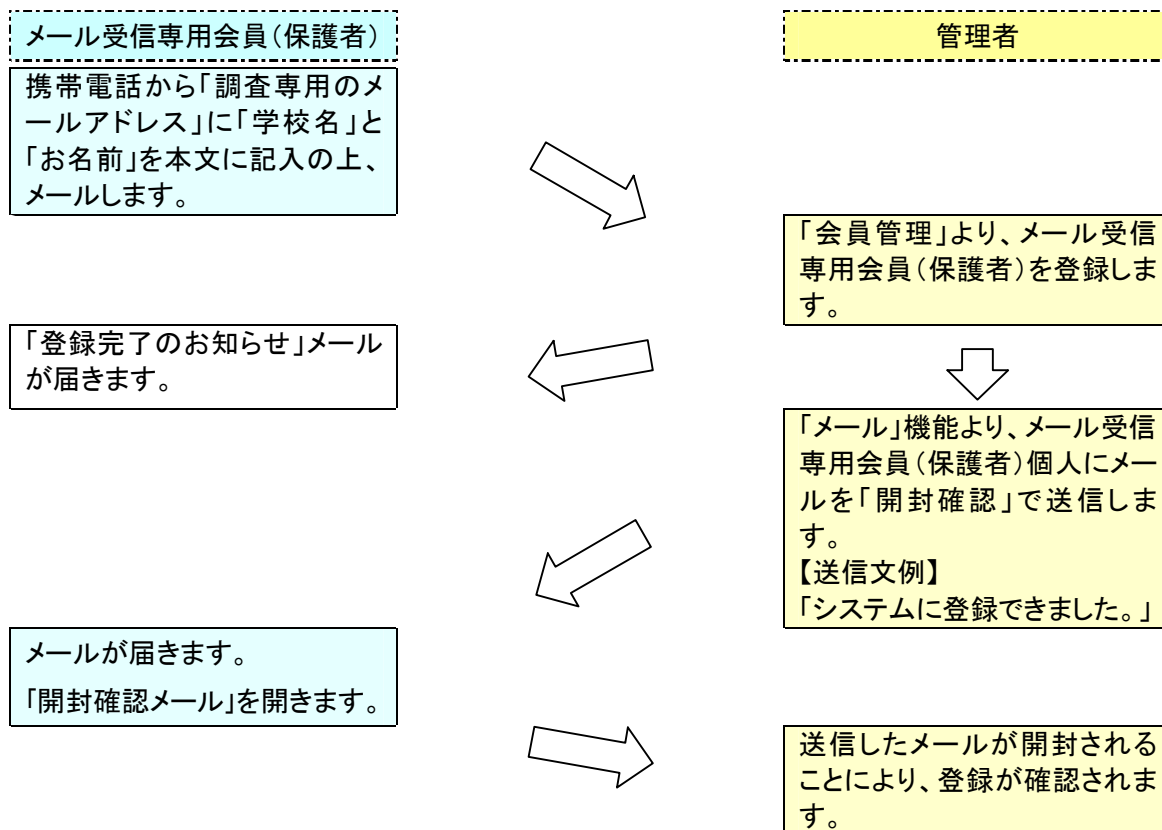 メール受信専用会員(保護者)
管理者
携帯電話から「調査専用のメ
ールアドレス」に「学校名」と
「お名前」を本文に記入の上、
メールします。
「会員管理」より、メール受信
専用会員(保護者)を登録しま
す。
「登録完了のお知らせ」メール
が届きます。
「メール」機能より、メール受信
専用会員(保護者)個人にメー
ルを「開封確認」で送信しま
す。
【送信文例】
「システムに登録できました。」
メールが届きます。
「開封確認メール」を開きます。
送信したメールが開封される
ことにより、登録が確認されま
す。